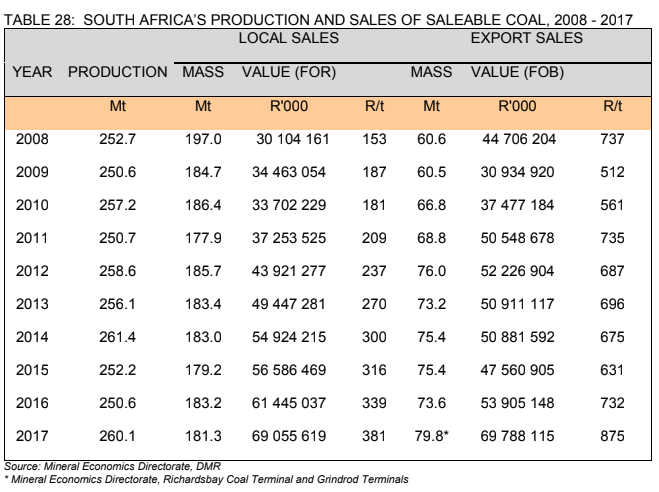 TABLE 28: SOUTH AFRICA'S PRODUCTION AND SALES OF SALEABLE COAL, 2008 - 2017
LOCAL SALES EXPORT SALES
YEAR PRODUCTION MASS VALUE (FOR) MASS VALUE (FOB)
Mt Mt R'000 R/t Mt R'000 R/t
2008 252.7 197.0 30 104 161 153 60.6 44 706 204 737
2009 250.6 184.7 34 463 054 187 60.5 30 934 920 512
2010 257.2 186.4 33 702 229 181 66.8 37 477 184 561
2011 250.7 177.9 37 253 525 209 68.8 50 548 678 735
2012 258.6 185.7 43 921 277 237 76.0 52 226 904 687
2013 256.1 183.4 49 447 281 270 73.2 50 911 117 696
2014 261.4 183.0 54 924 215 300 75.4 50 881 592 675
2015 252.2 179.2 56 586 469 316 75.4 47 560 905 631
2016 250.6 183.2 61 445 037 339 73.6 53 905 148 732
2017 260.1 181.3 69 055 619 381 79.8* 69 788 115 875
Source: Mineral Economics Directorate, DMR
* Mineral Economics Directorate, Richardsbay Coal Terminal and Grindrod Terminals